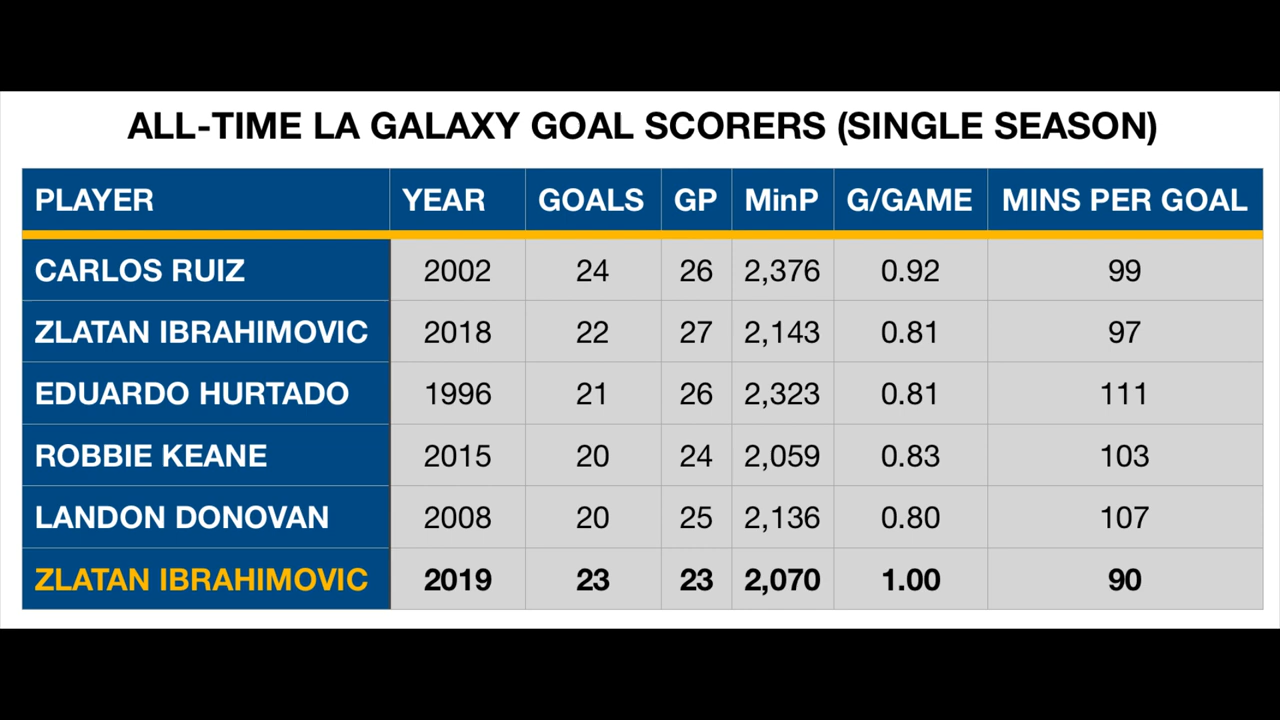 ALL-TIME LA GALAXY GOAL SCORERS (SINGLE SEASON)
PLAYER YEAR GOALS GP MinP G/GAME MINS PER GOAL
CARLOS RUIZ 2002 24 26 2,376 0.92 99
ZLATAN IBRAHIMOVIC 2018 22 27 2,143 0.81 97
EDUARDO HURTADO 1996 21 26 2,323 0.81 111
ROBBIE KEANE 2015 20 24 2,059 0.83 103
LANDON DONOVAN 2008 20 25 2,136 0.80 107
ZLATAN IBRAHIMOVIC 2019 23 23 2,070 1.00 90